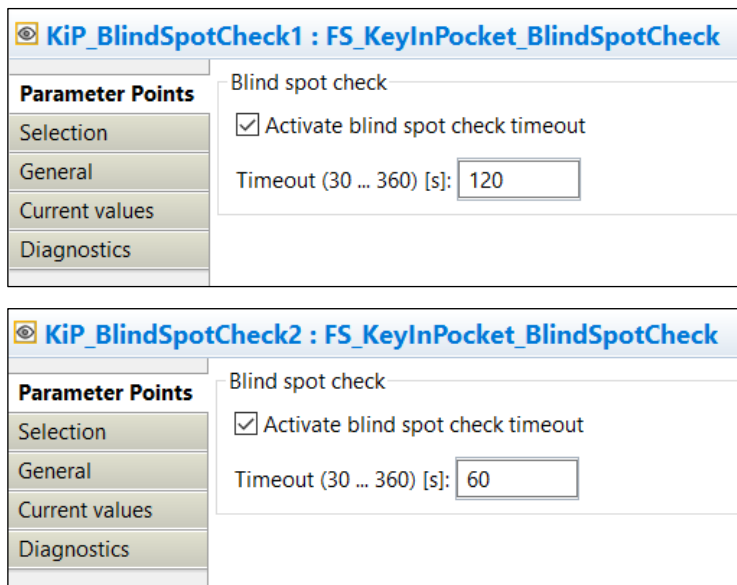 KiP_BlindSpotCheck1 : FS_KeyInPocket_BlindSpotCheck
Parameter Points
Selection
General
Current values
Diagnostics
Blind spot check
Activate blind spot check timeout
Timeout (30 ... 360) [s]: 120
KiP_BlindSpotCheck2 : FS_KeyInPocket_BlindSpotCheck
Parameter Points
Selection
General
Current values
Diagnostics
Blind spot check
Activate blind spot check timeout
Timeout (30 ... 360) [s]: 60